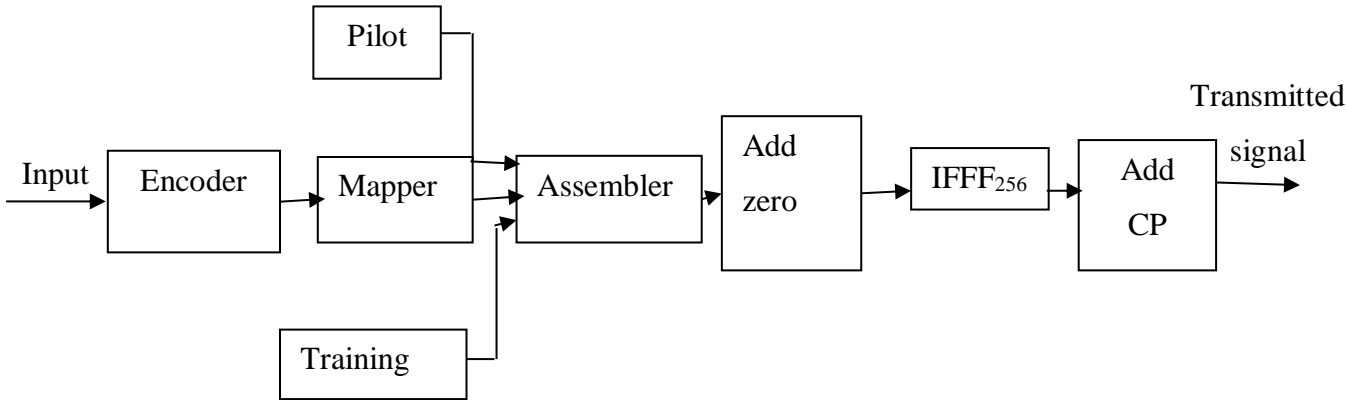 Pilot
Transmitted
signal
Input
Encoder
Mapper
Assembler
Add
zero
IFFF₂₅₆
Add
CP
Training